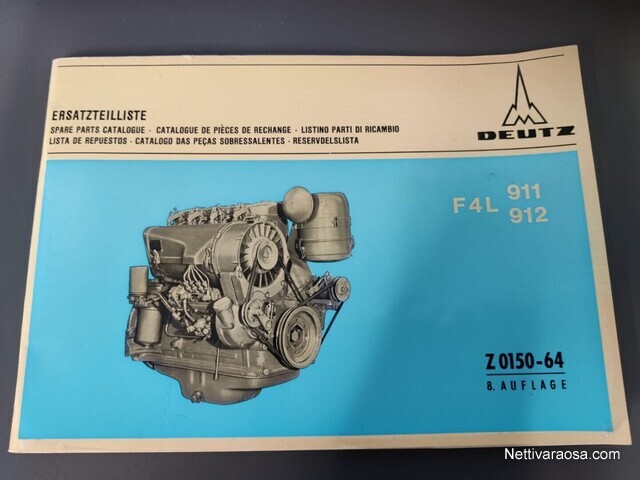 ERSATZTEILLISTE
SPARE PARTS CATALOGUE - CATALOGUE DE PIÈCES DE RECHANGE - LISTINO PARTI DI RICAMBIO
LISTA DE REPUESTOS - CATALOGO DAS PEÇAS SOBRESSALENTES - RESERVDELSLISTA
DEUTZ
F4L 911
912
Z 0150-64
8. AUFLAGE
Nettivaraosa.com